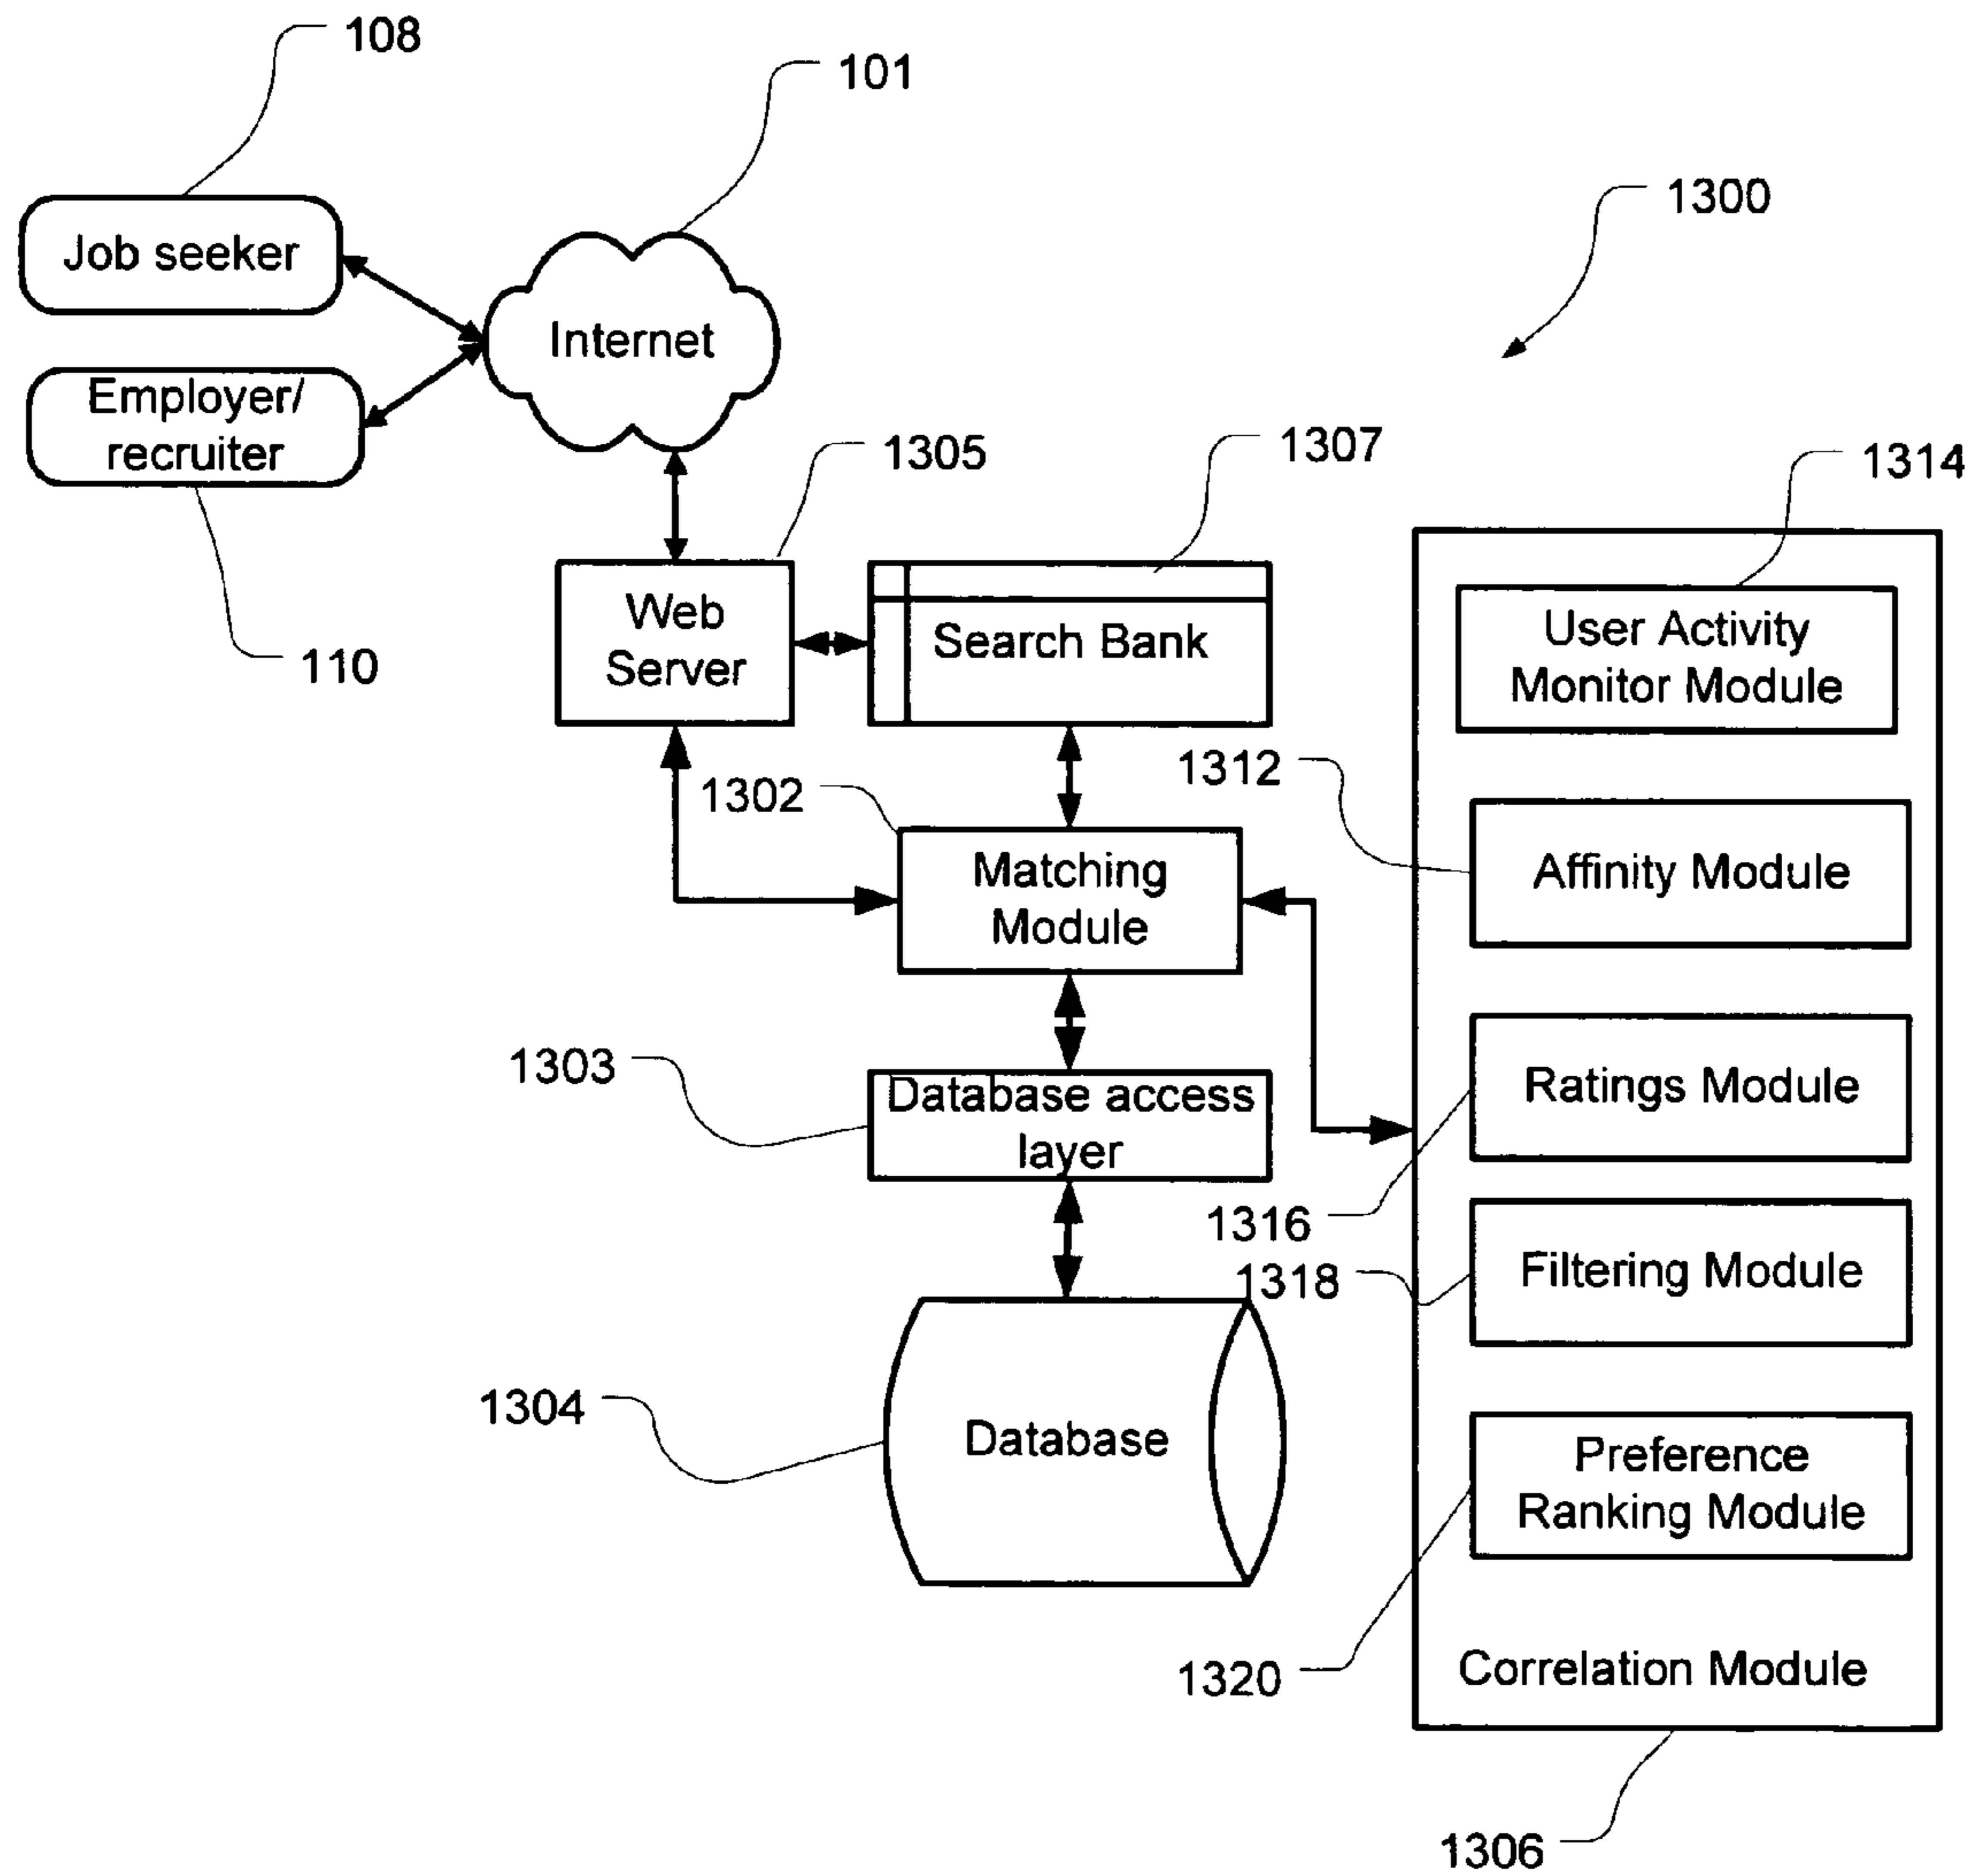 108
101
1300
Job seeker
Internet
Employer/
recruiter
1305
1307
1314
110
Web
Server
Search Bank
User Activity
Monitor Module
1302
1312
Matching
Module
Affinity Module
1303
Database access
layer
Ratings Module
1316
1318
Filtering Module
1304
Database
Preference
Ranking Module
1320
Correlation Module
1306